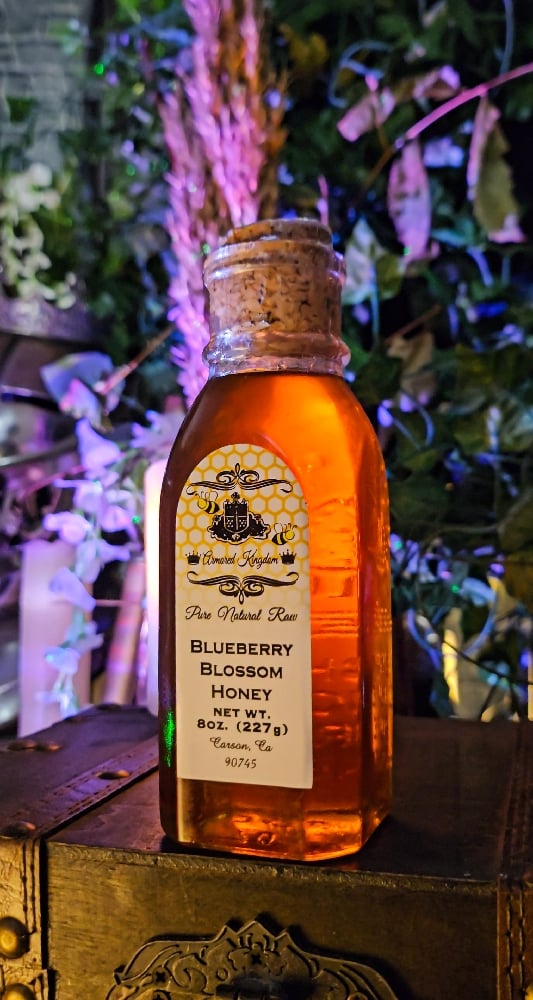 Armored Kingdom
Pure Natural Raw
BLUEBERRY
BLOSSOM
HONEY
NET WT.
8OZ. (227g)
Carson, Ca
90745